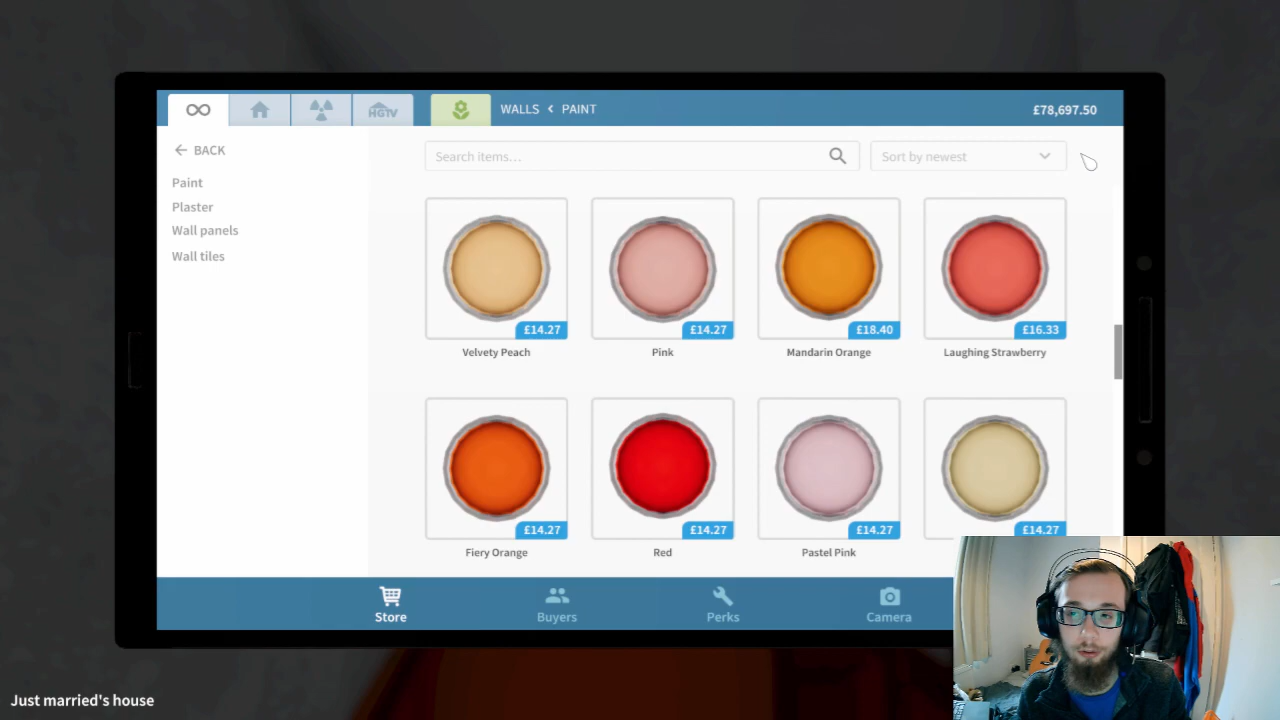 HGTV
WALLS < PAINT
£78,697.50
BACK
Search items...
Sort by newest
Paint
Plaster
Wall panels
Wall tiles
£14.27
£14.27
£18.40
£16.33
Velvety Peach
Pink
Mandarin Orange
Laughing Strawberry
£14.27
£14.27
£14.27
£14.27
Fiery Orange
Red
Pastel Pink
Store
Buyers
Perks
Camera
Just married's house